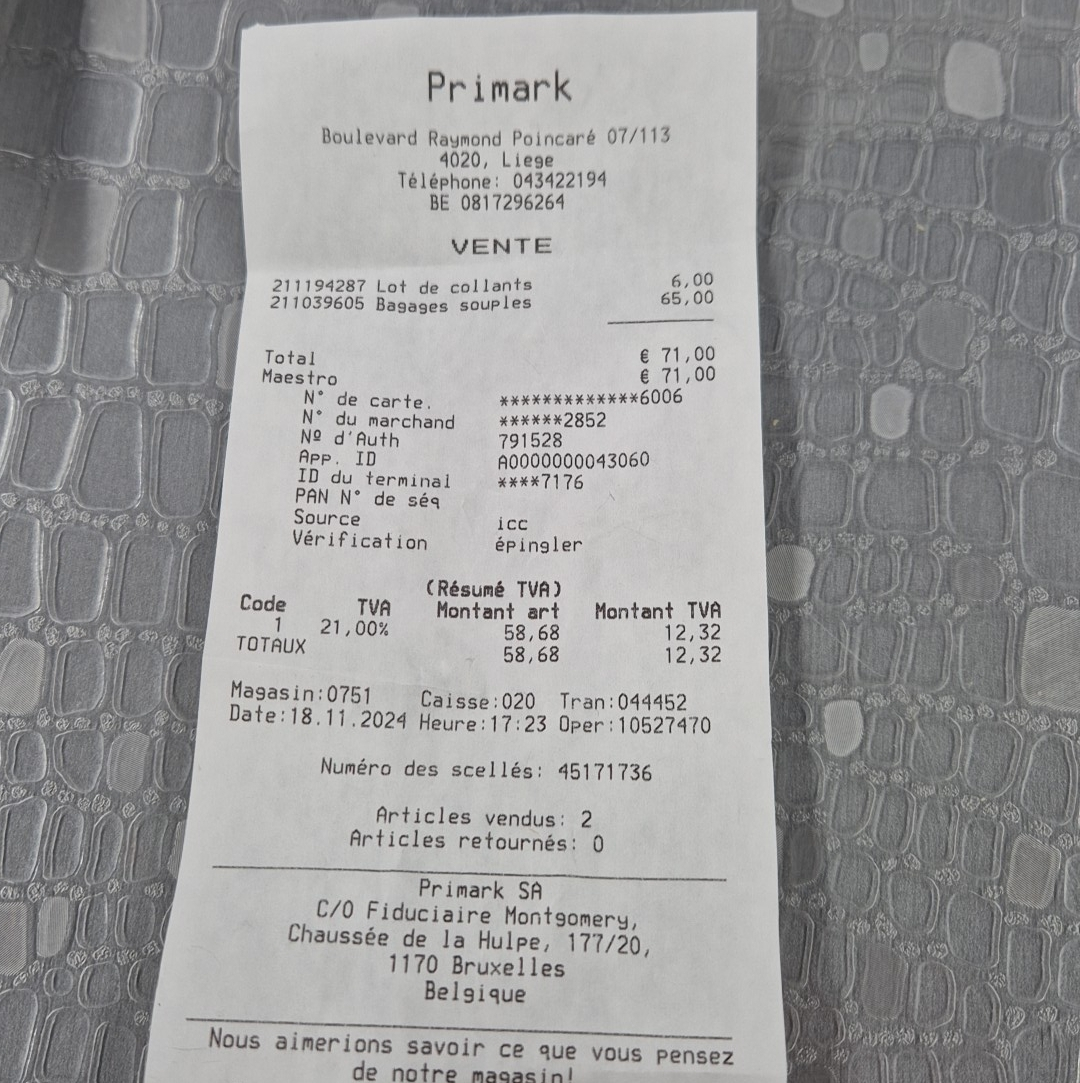 Primark
Boulevard Raymond Poincaré 07/113
4020, Liege
Téléphone: 043422194
BE 0817296264
VENTE
211194287 Lot de collants 6,00
211039605 Bagages souples 65,00
Total € 71,00
Maestro € 71,00
N° de carte. *************6006
N° du marchand ******2852
Nº d'Auth 791528
App. ID A0000000043060
ID du terminal ****7176
PAN N° de séq
Source icc
Vérification épingler
(Résumé TVA)
Code TVA Montant art Montant TVA
1 21,00% 58,68 12,32
TOTAUX 58,68 12,32
Magasin:0751 Caisse:020 Tran:044452
Date:18.11.2024 Heure:17:23 Oper:10527470
Numéro des scellés: 45171736
Articles vendus: 2
Articles retournés: 0
Primark SA
C/O Fiduciaire Montgomery,
Chaussée de la Hulpe, 177/20,
1170 Bruxelles
Belgique
Nous aimerions savoir ce que vous pensez
de notre magasin!